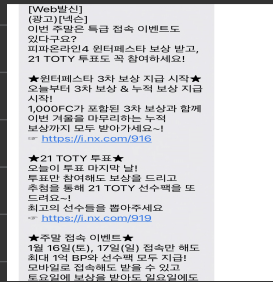 [Web발신]
(광고)[넥슨]
이번 주말은 특급 접속 이벤트도
있다구요?
피파온라인4 윈터페스타 보상 받고,
21 TOTY 투표도 꼭 참여하세요!
★윈터페스타 3차 보상 지급 시작★
오늘부터 3차 보상 & 누적 보상 지급
시작!
1,000FC가 포함된 3차 보상과 함께
이번 겨울을 마무리하는 누적
보상까지 모두 받아가세요~!
☞ https://i.nx.com/916
★21 TOTY 투표★
오늘이 투표 마지막 날!
투표만 참여해도 보상을 드리고
추첨을 통해 21 TOTY 선수팩을 또
드려요~!
최고의 선수들을 뽑아주세요
☞ https://i.nx.com/919
★주말 접속 이벤트★
1월 16일(토), 17일(일) 접속만 해도
최대 1억 BP와 선수팩 모두 지급!
모바일로 접속해도 받을 수 있고
토요일에 보상을 받아도 일요일에도